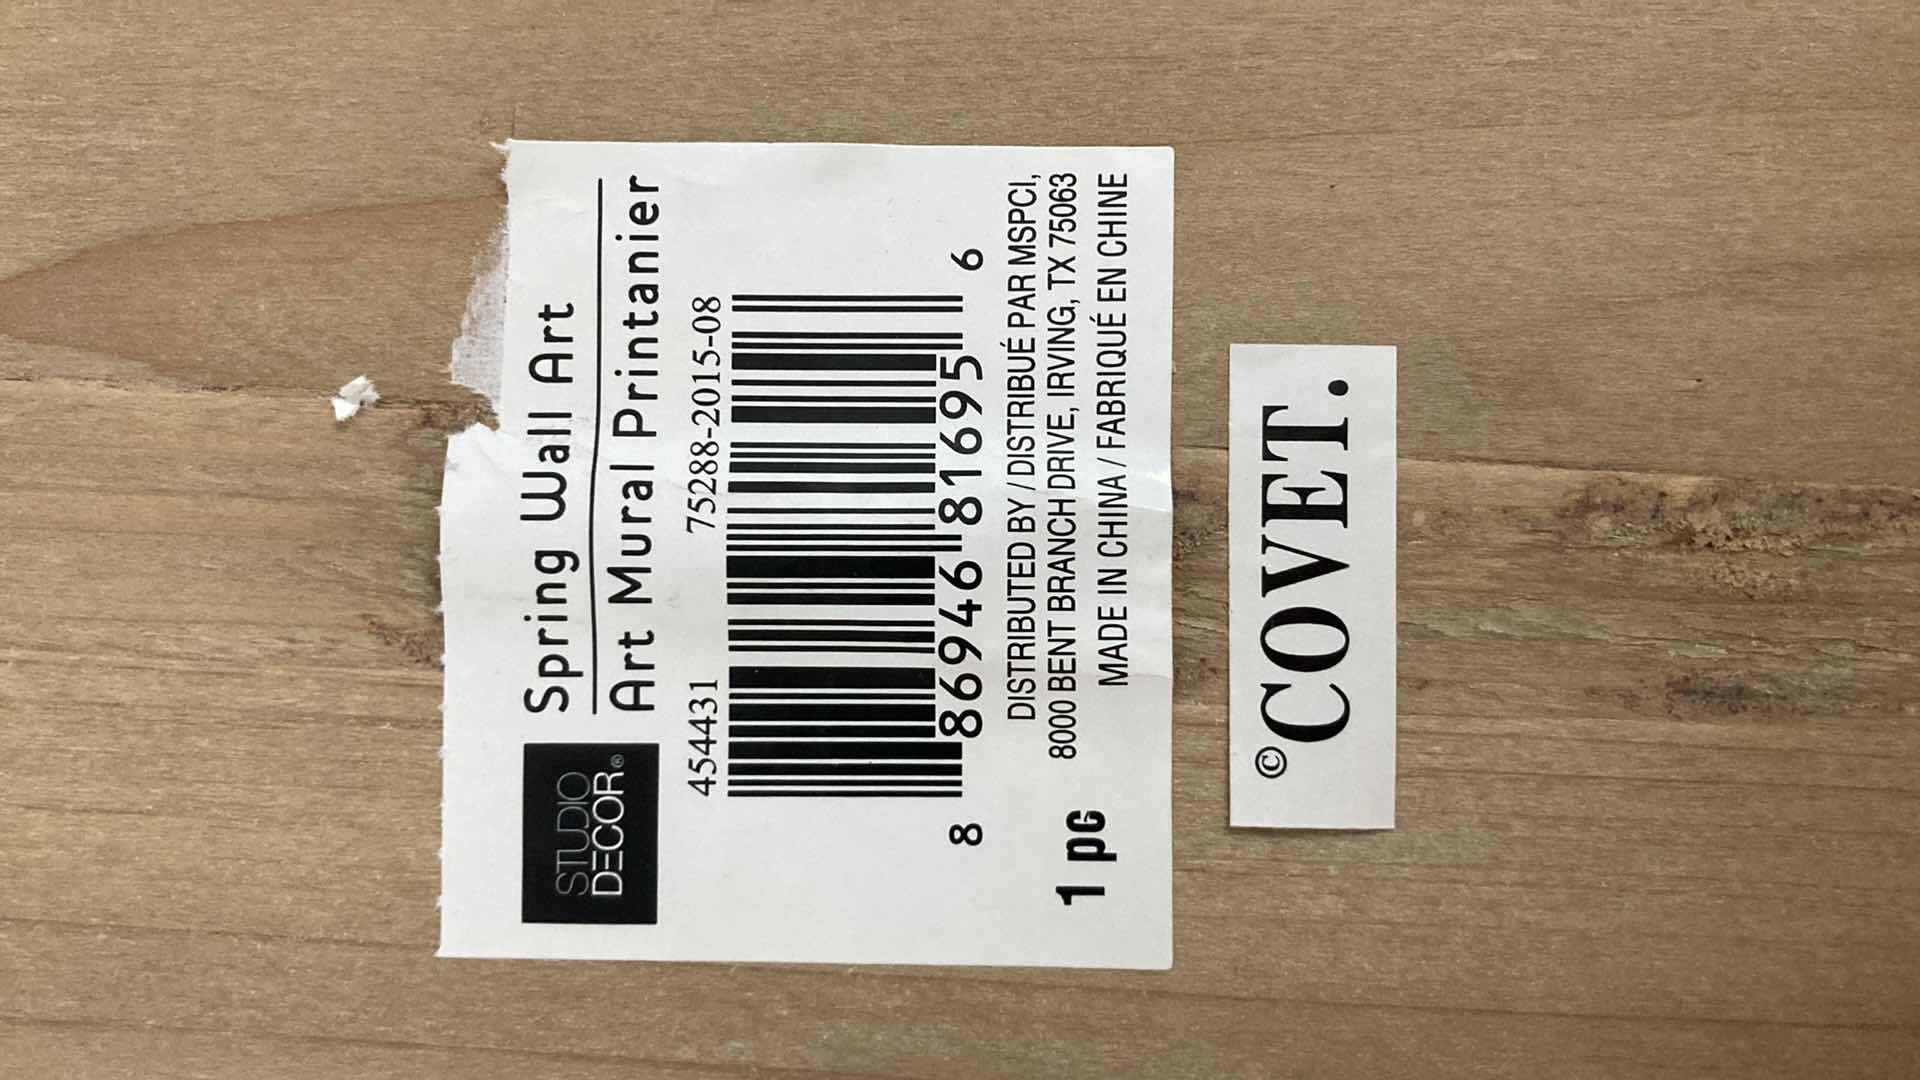 STUDIO
DECOR®
Spring Wall Art
Art Mural Printanier
454431 75288-2015-08
8 86946 81695 6
1 pc
DISTRIBUTED BY / DISTRIBUÉ PAR MSPCI,
8000 BENT BRANCH DRIVE, IRVING, TX 75063
MADE IN CHINA / FABRIQUÉ EN CHINE
©COVET.